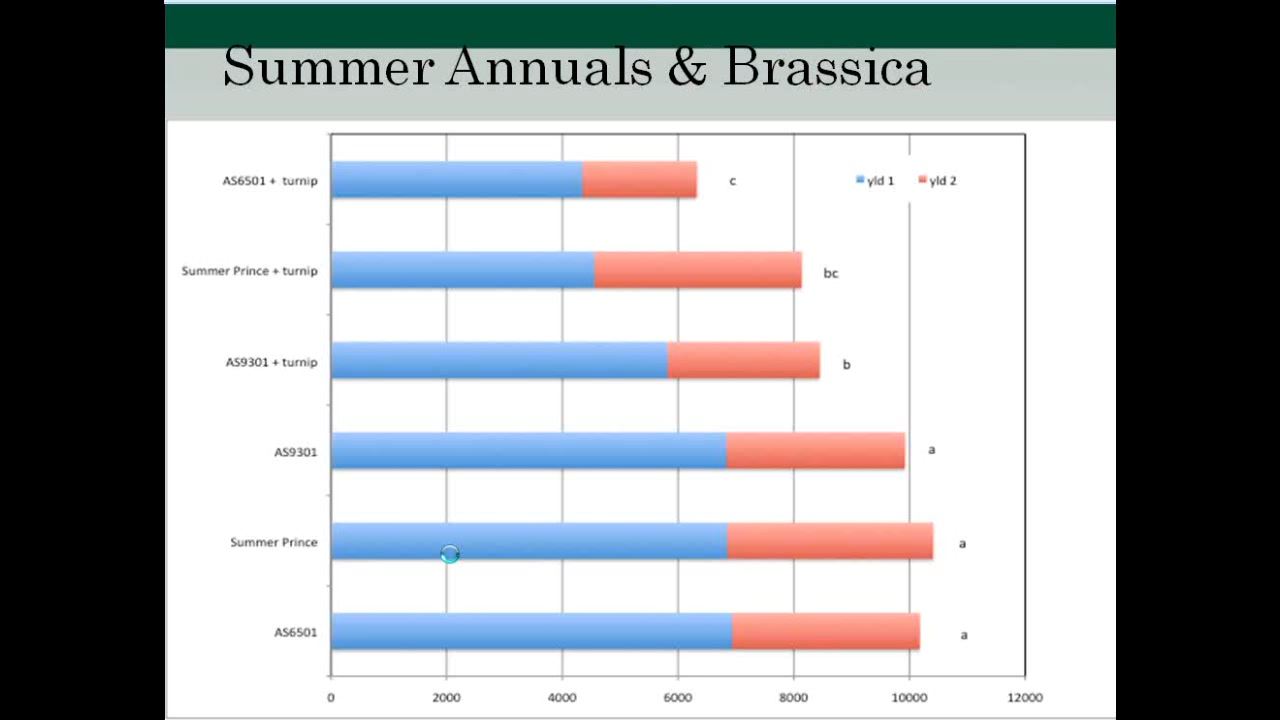 Summer Annuals & Brassica
AS6501 + turnip
c
yld 1
yld 2
Summer Prince + turnip
bc
AS9301 + turnip
b
AS9301
a
Summer Prince
a
AS6501
a
0 2000 4000 6000 8000 10000 12000